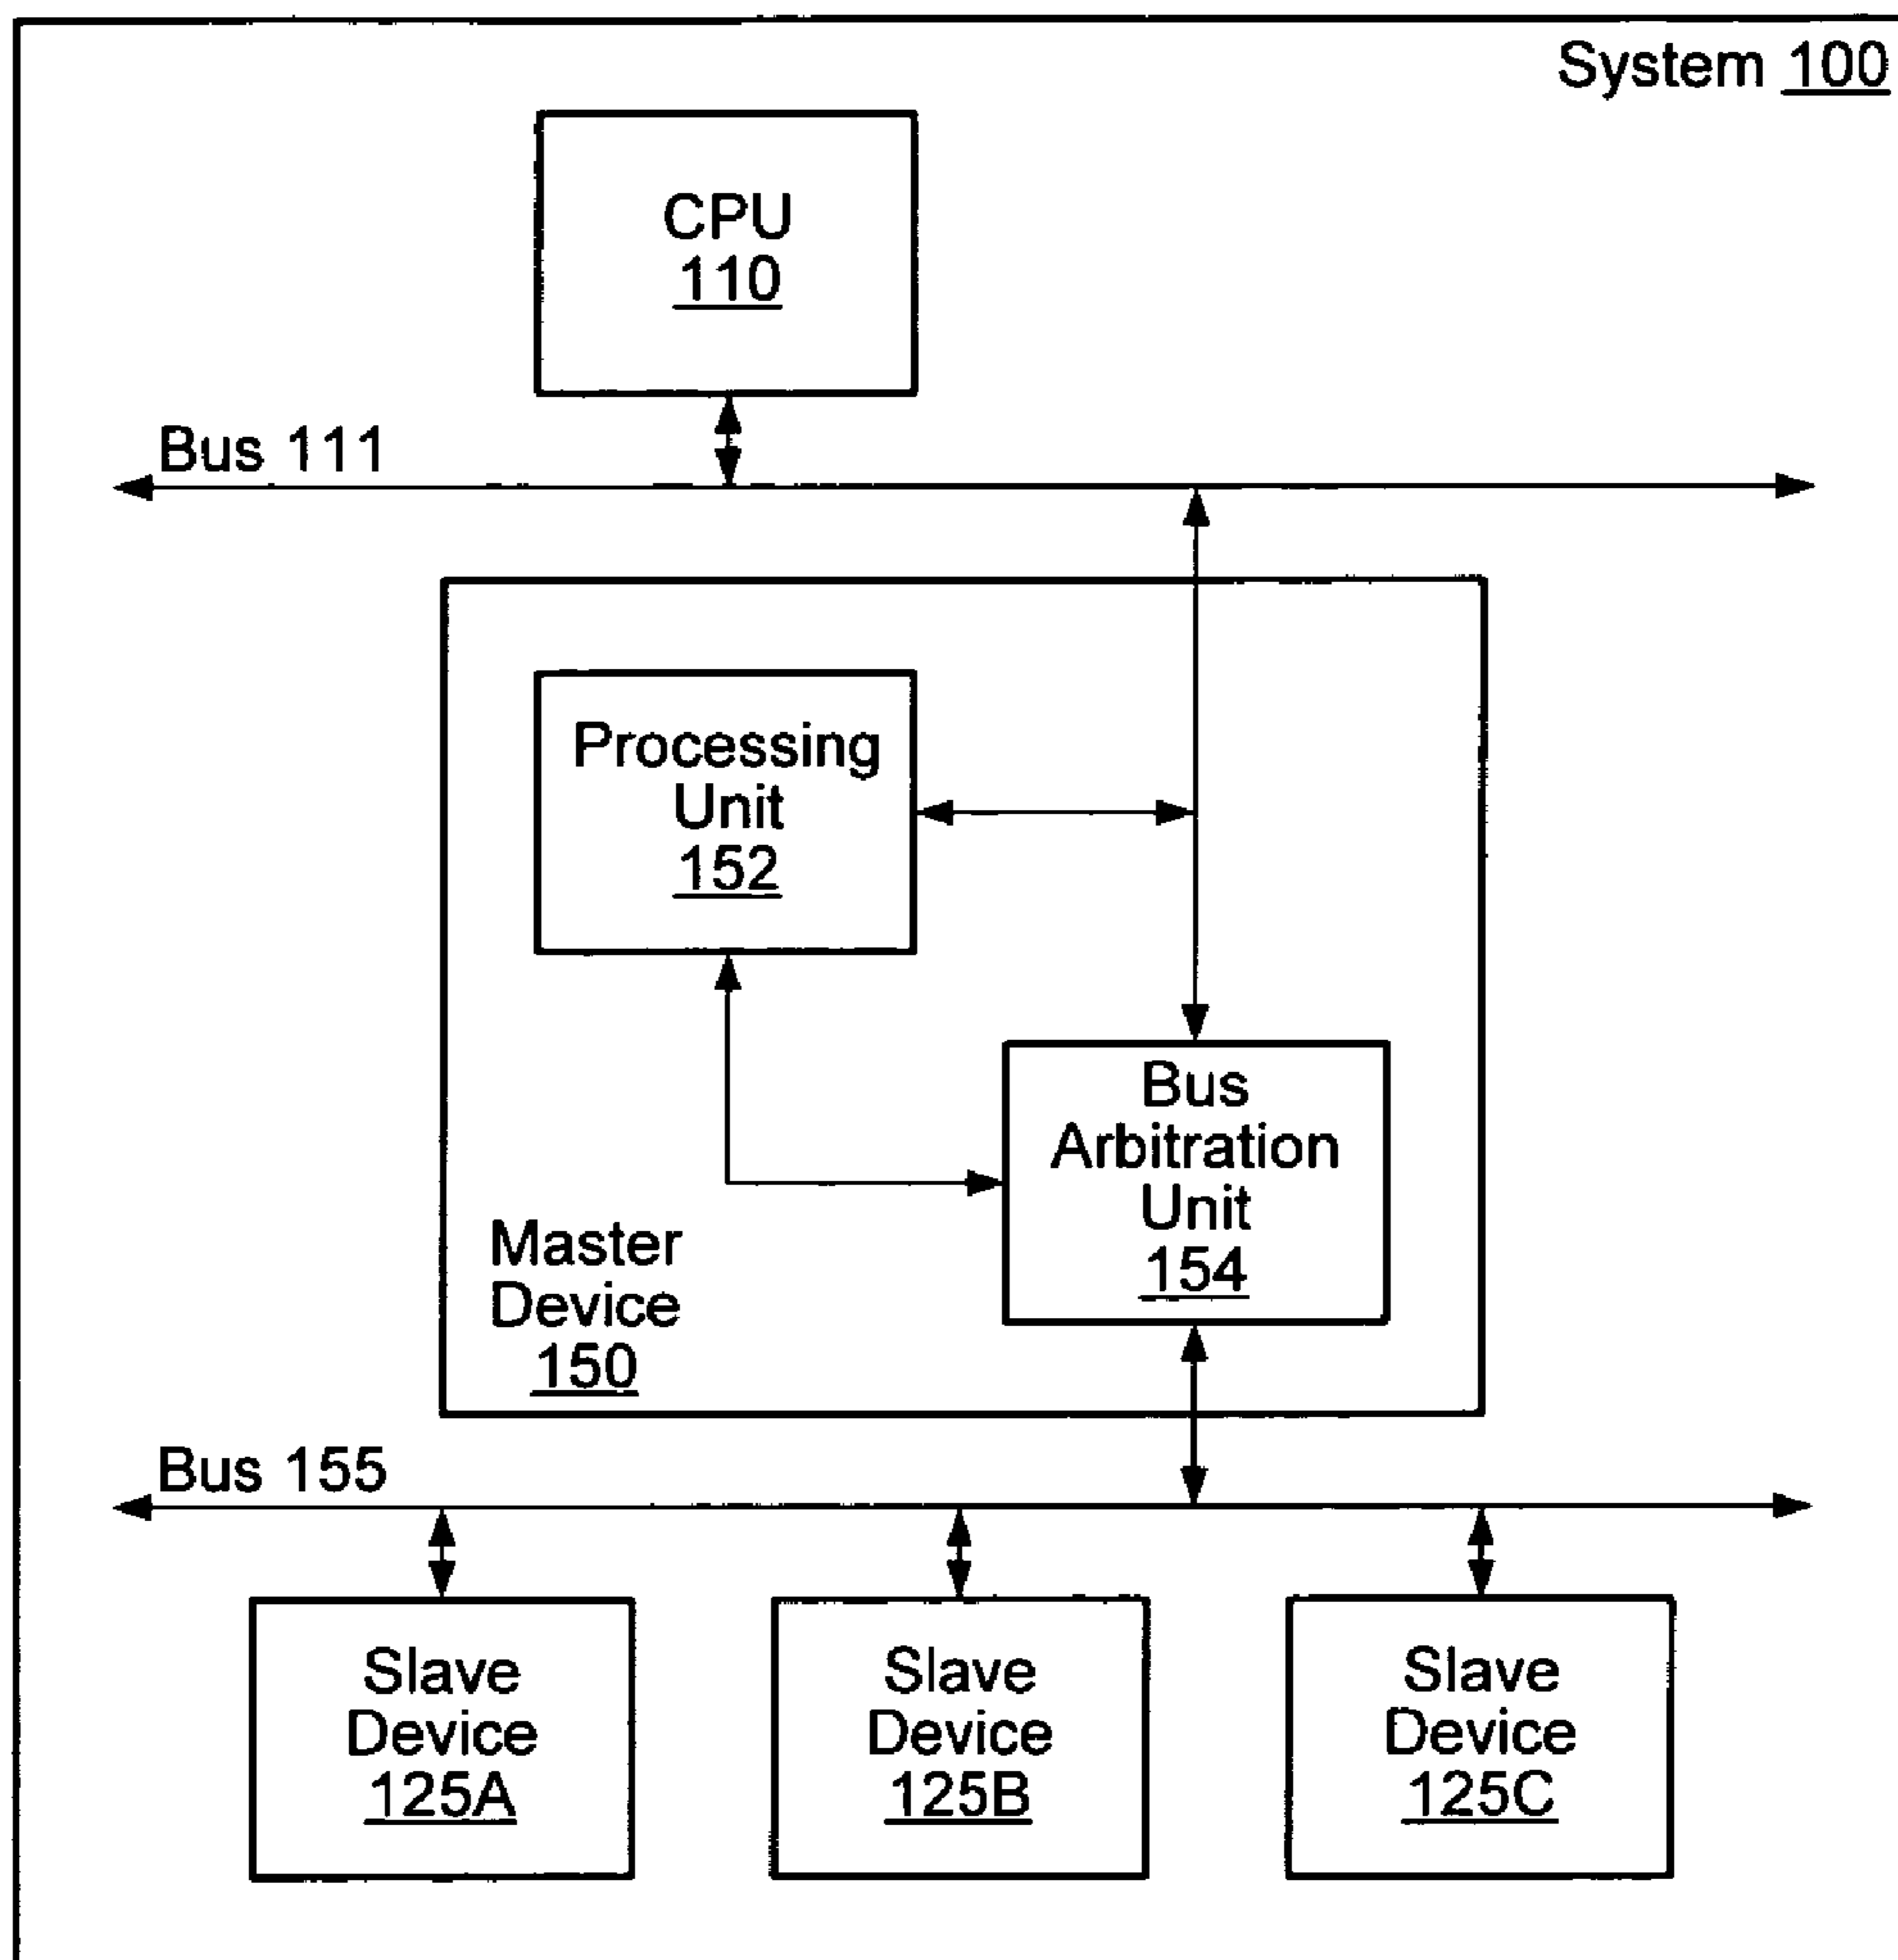 System 100
CPU
110
Bus 111
Processing
Unit
152
Bus
Arbitration
Unit
154
Master
Device
150
Bus 155
Slave
Device
125A
Slave
Device
125B
Slave
Device
125C